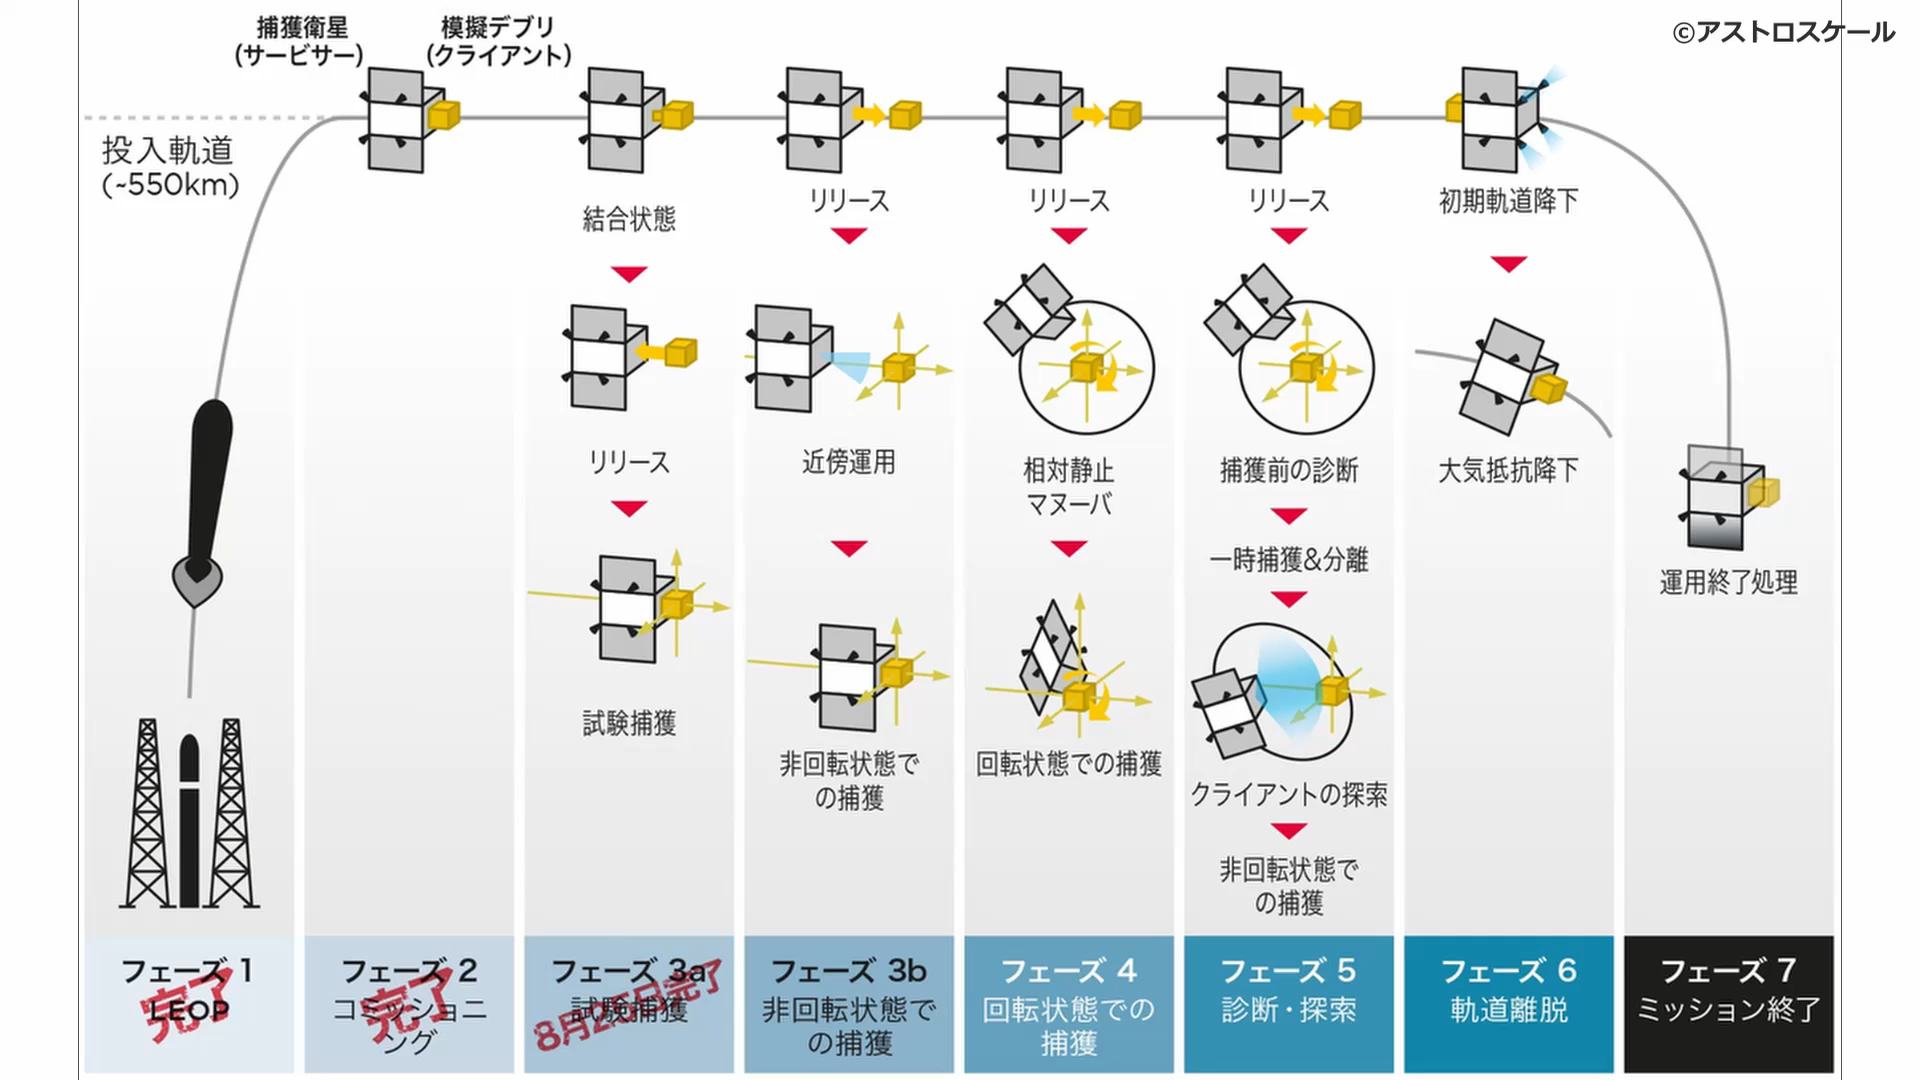 ©アストロスケール
捕獲衛星
(サービサー)
模擬デブリ
(クライアント)
投入軌道
(~550km)
結合状態
リリース
試験捕獲
リリース
近傍運用
非回転状態で
の捕獲
リリース
相対静止
マヌーバ
回転状態での捕獲
リリース
捕獲前の診断
一時捕獲&分離
クライアントの探索
非回転状態で
の捕獲
初期軌道降下
大気抵抗降下
運用終了処理
フェーズ 1
LEOP
完了
フェーズ 2
コミッショニ
ング
完了
フェーズ 3a
試験捕獲
8月25日完了
フェーズ 3b
非回転状態で
の捕獲
フェーズ 4
回転状態での
捕獲
フェーズ 5
診断・探索
フェーズ 6
軌道離脱
フェーズ 7
ミッション終了